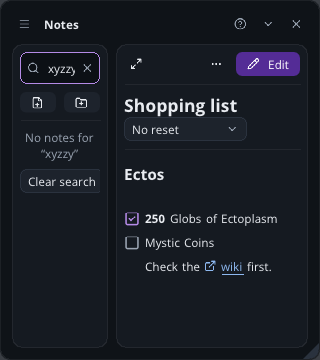 Notes
xyzzy
No notes for
“xyzzy”
Clear search
Edit
Shopping list
No reset
Ectos
250 Globs of Ectoplasm
Mystic Coins
Check the wiki first.